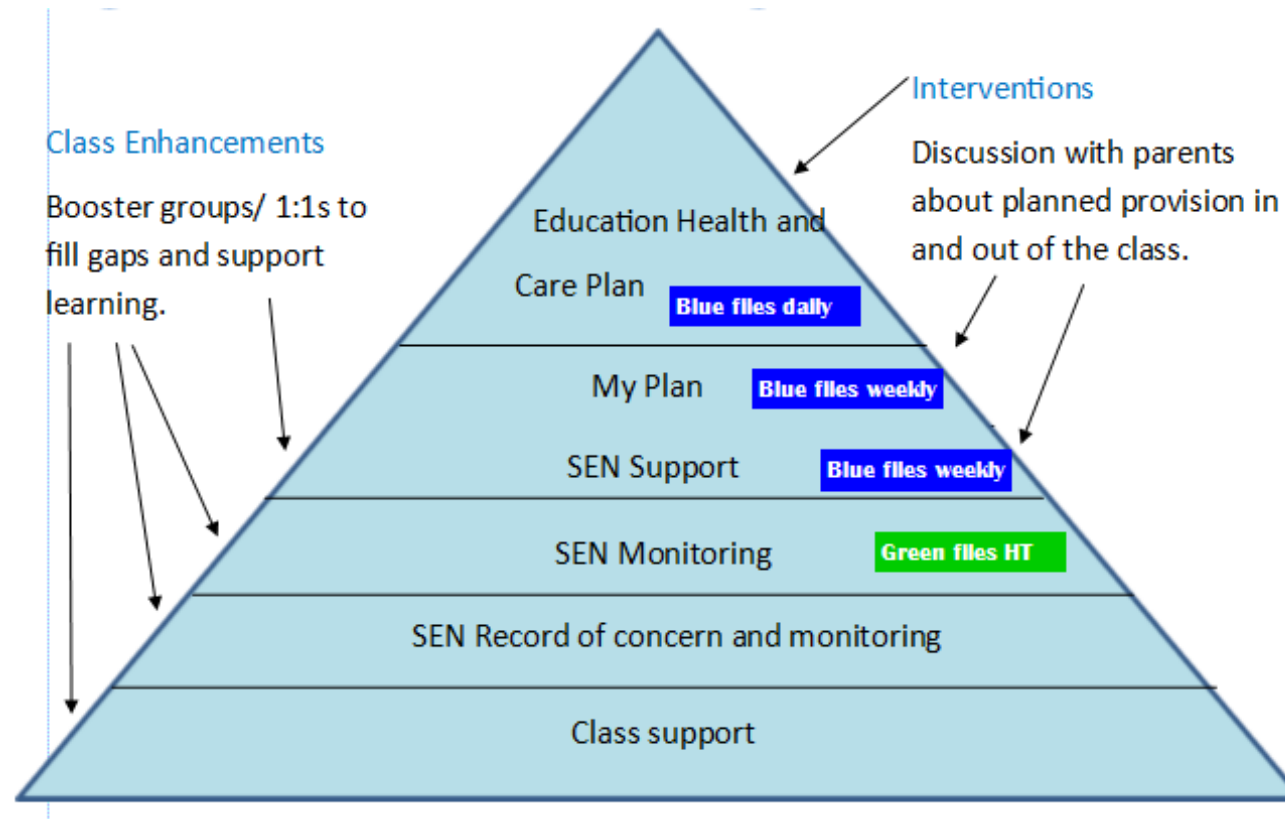 Class Enhancements
Booster groups/ 1:1s to
fill gaps and support
learning.
Interventions
Discussion with parents
about planned provision in
and out of the class.
Education Health and
Care Plan
Blue files daily
My Plan
Blue files weekly
SEN Support
Blue files weekly
SEN Monitoring
Green files HT
SEN Record of concern and monitoring
Class support